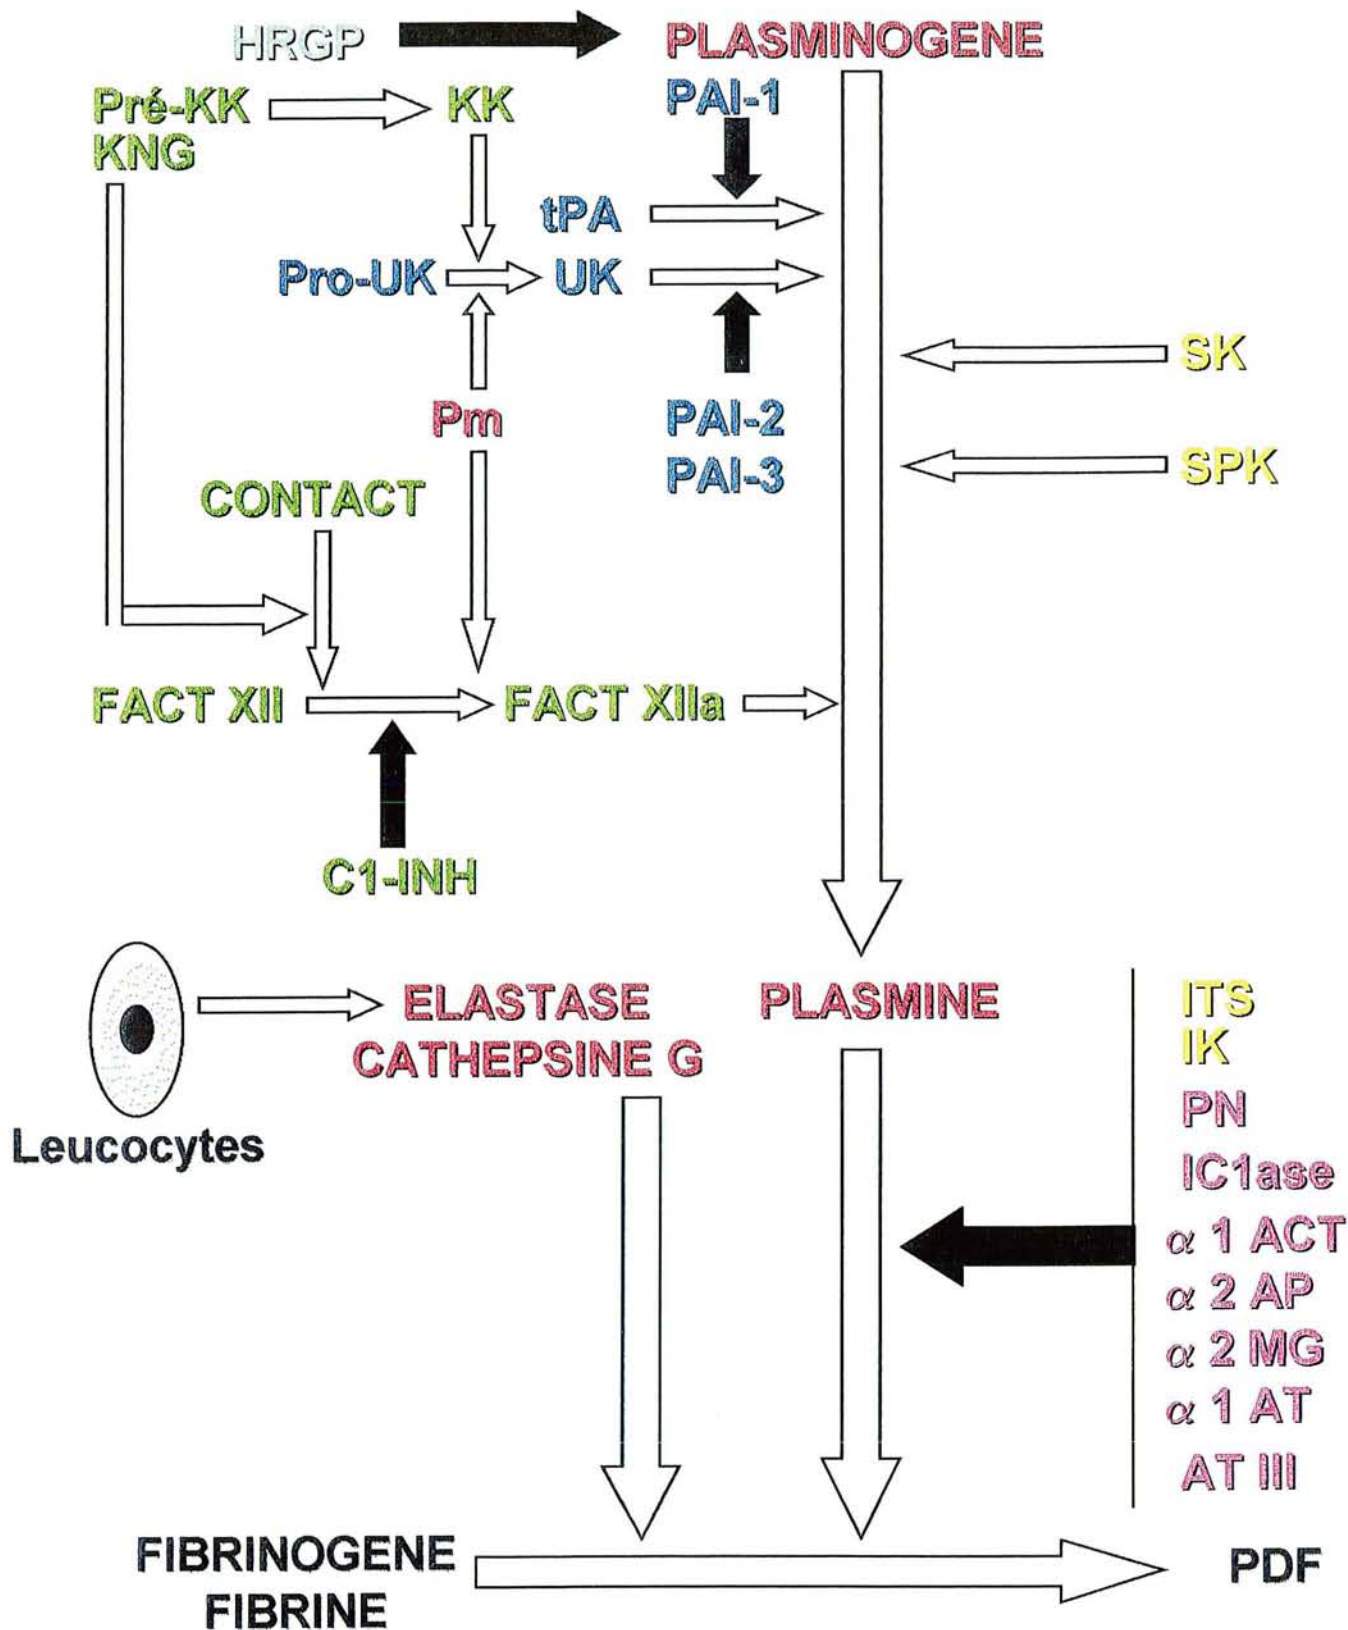 HRGP
PLASMINOGENE
Pré-KK
KK
PAI-1
KNG
tPA
Pro-UK
UK
SK
Pm
PAI-2
PAI-3
SPK
CONTACT
FACT XII
FACT XIIa
C1-INH
ELASTASE
PLASMINE
CATHEPSINE G
Leucocytes
ITS
IK
PN
IC1ase
α 1 ACT
α 2 AP
α 2 MG
α 1 AT
AT III
FIBRINOGENE
FIBRINE
PDF